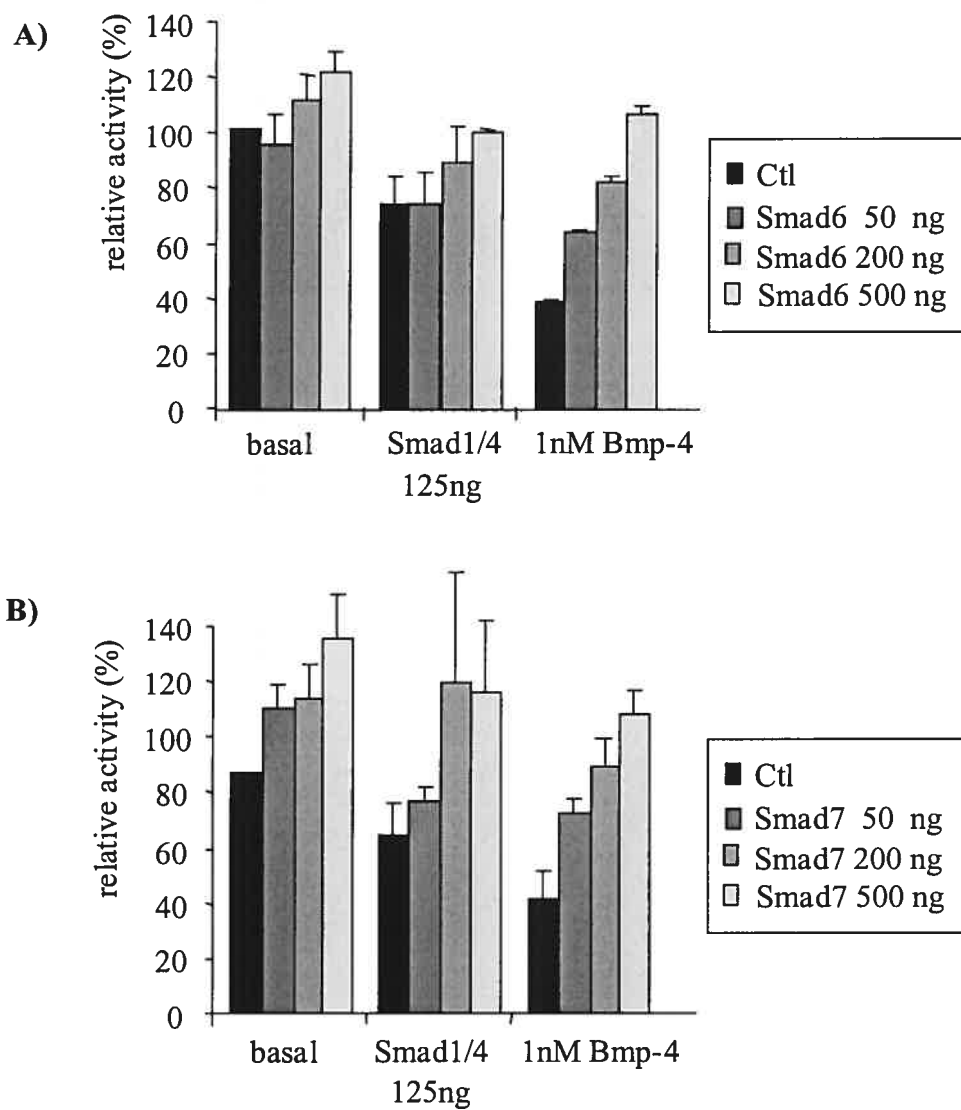 A)
relative activity (%)
140
120
100
80
60
40
20
0
basal
Smad1/4
125ng
1nM Bmp-4
Ctl
Smad6 50 ng
Smad6 200 ng
Smad6 500 ng
B)
relative activity (%)
140
120
100
80
60
40
20
0
basal
Smad1/4
125ng
1nM Bmp-4
Ctl
Smad7 50 ng
Smad7 200 ng
Smad7 500 ng